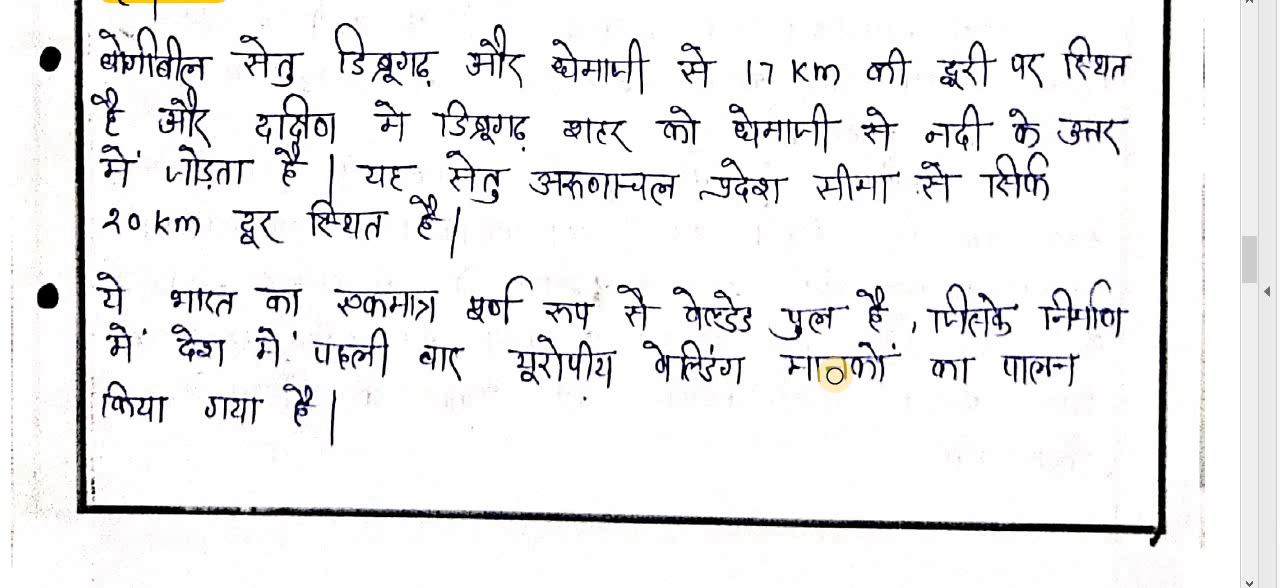 • बोगीबील सेतु डिब्रूगढ़ और धेमाजी से 17 km की दूरी पर स्थित
है और दक्षिण में डिब्रूगढ़ शहर को धेमाजी से नदी के उत्तर
में जोड़ता है | यह सेतु अरुणाचल प्रदेश सीमा से सिर्फ
20 km दूर स्थित है |
• ये भारत का एकमात्र पूर्ण रूप से वेल्डेड पुल है, जिसके निर्माण
में देश में पहली बार यूरोपीय वेल्डिंग मानकों का पालन
किया गया है |